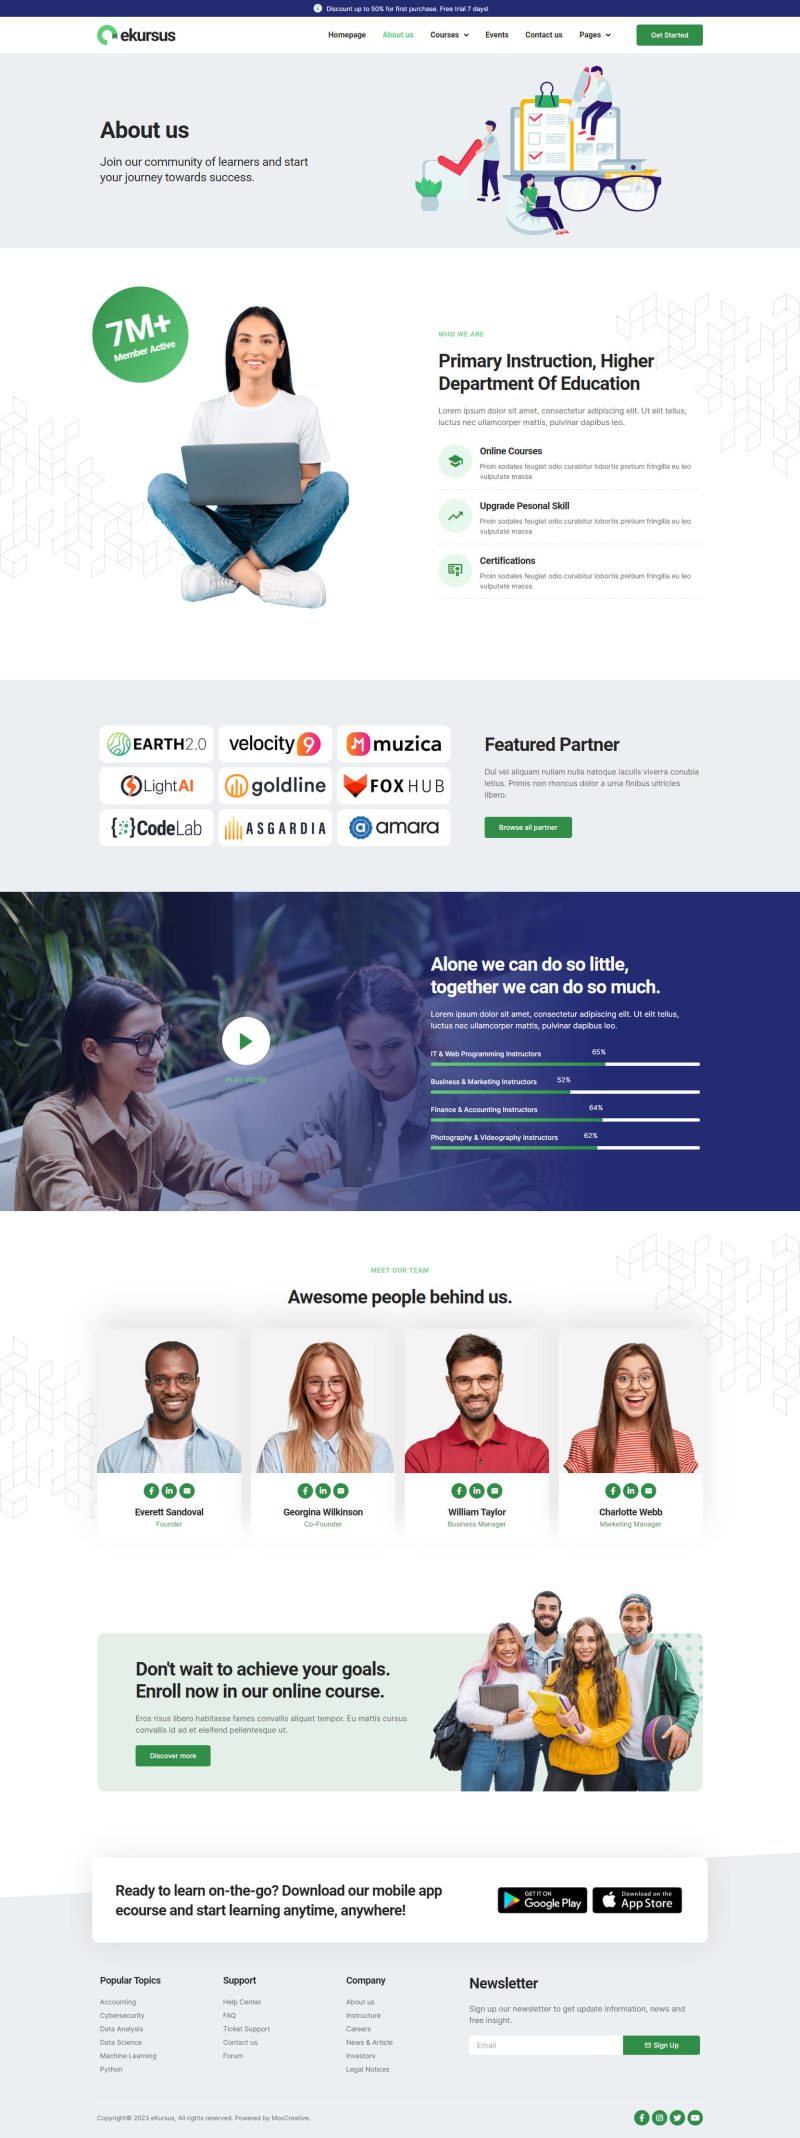 Discount up to 50% for first purchase. Free trial 7 days!
ekursus
Homepage
About us
Courses
Events
Contact us
Pages
Get Started
About us
Join our community of learners and start
your journey towards success.
7M+
Member Active
WHO WE ARE
Primary Instruction, Higher
Department Of Education
Lorem ipsum dolor sit amet, consectetur adipiscing elit. Ut elit tellus,
luctus nec ullamcorper mattis, pulvinar dapibus leo.
Online Courses
Proin sodales feugiat odio curabitur lobortis pretium fringilla eu leo
vulputate massa
Upgrade Pesonal Skill
Proin sodales feugiat odio curabitur lobortis pretium fringilla eu leo
vulputate massa
Certifications
Proin sodales feugiat odio curabitur lobortis pretium fringilla eu leo
vulputate massa
EARTH2.0
velocity 9
muzica
LightAI
goldline
FOXHUB
{}CodeLab
ASGARDIA
amara
Featured Partner
Dui vel aliquam nullam nulla natoque iaculis viverra conubia
letius. Primis non rhoncus dolor a urna finibus ultricies
libero.
Browse all partner
PLAY VIDEO
Alone we can do so little,
together we can do so much.
Lorem ipsum dolor sit amet, consectetur adipiscing elit. Ut elit tellus,
luctus nec ullamcorper mattis, pulvinar dapibus leo.
IT & Web Programming Instructors 65%
Business & Marketing Instructors 52%
Finance & Accounting Instructors 64%
Photography & Videography Instructors 62%
MEET OUR TEAM
Awesome people behind us.
Everett Sandoval
Founder
Georgina Wilkinson
Co-Founder
William Taylor
Business Manager
Charlotte Webb
Marketing Manager
Don't wait to achieve your goals.
Enroll now in our online course.
Eros risus libero habitasse fames convallis aliquet tempor. Eu mattis cursus
convallis id ad et eleifend pellentesque ut.
Discover more
Ready to learn on-the-go? Download our mobile app
ecourse and start learning anytime, anywhere!
GET IT ON
Google Play
Download on the
App Store
Popular Topics
Accounting
Cybersecurity
Data Analysis
Data Science
Machine Learning
Python
Support
Help Center
FAQ
Ticket Support
Contact us
Forum
Company
About us
Instructure
Careers
News & Article
Investors
Legal Notices
Newsletter
Sign up our newsletter to get update information, news and
free insight.
Email
Sign Up
Copyright© 2023 eKursus, All rights reserved. Powered by MoxCreative.